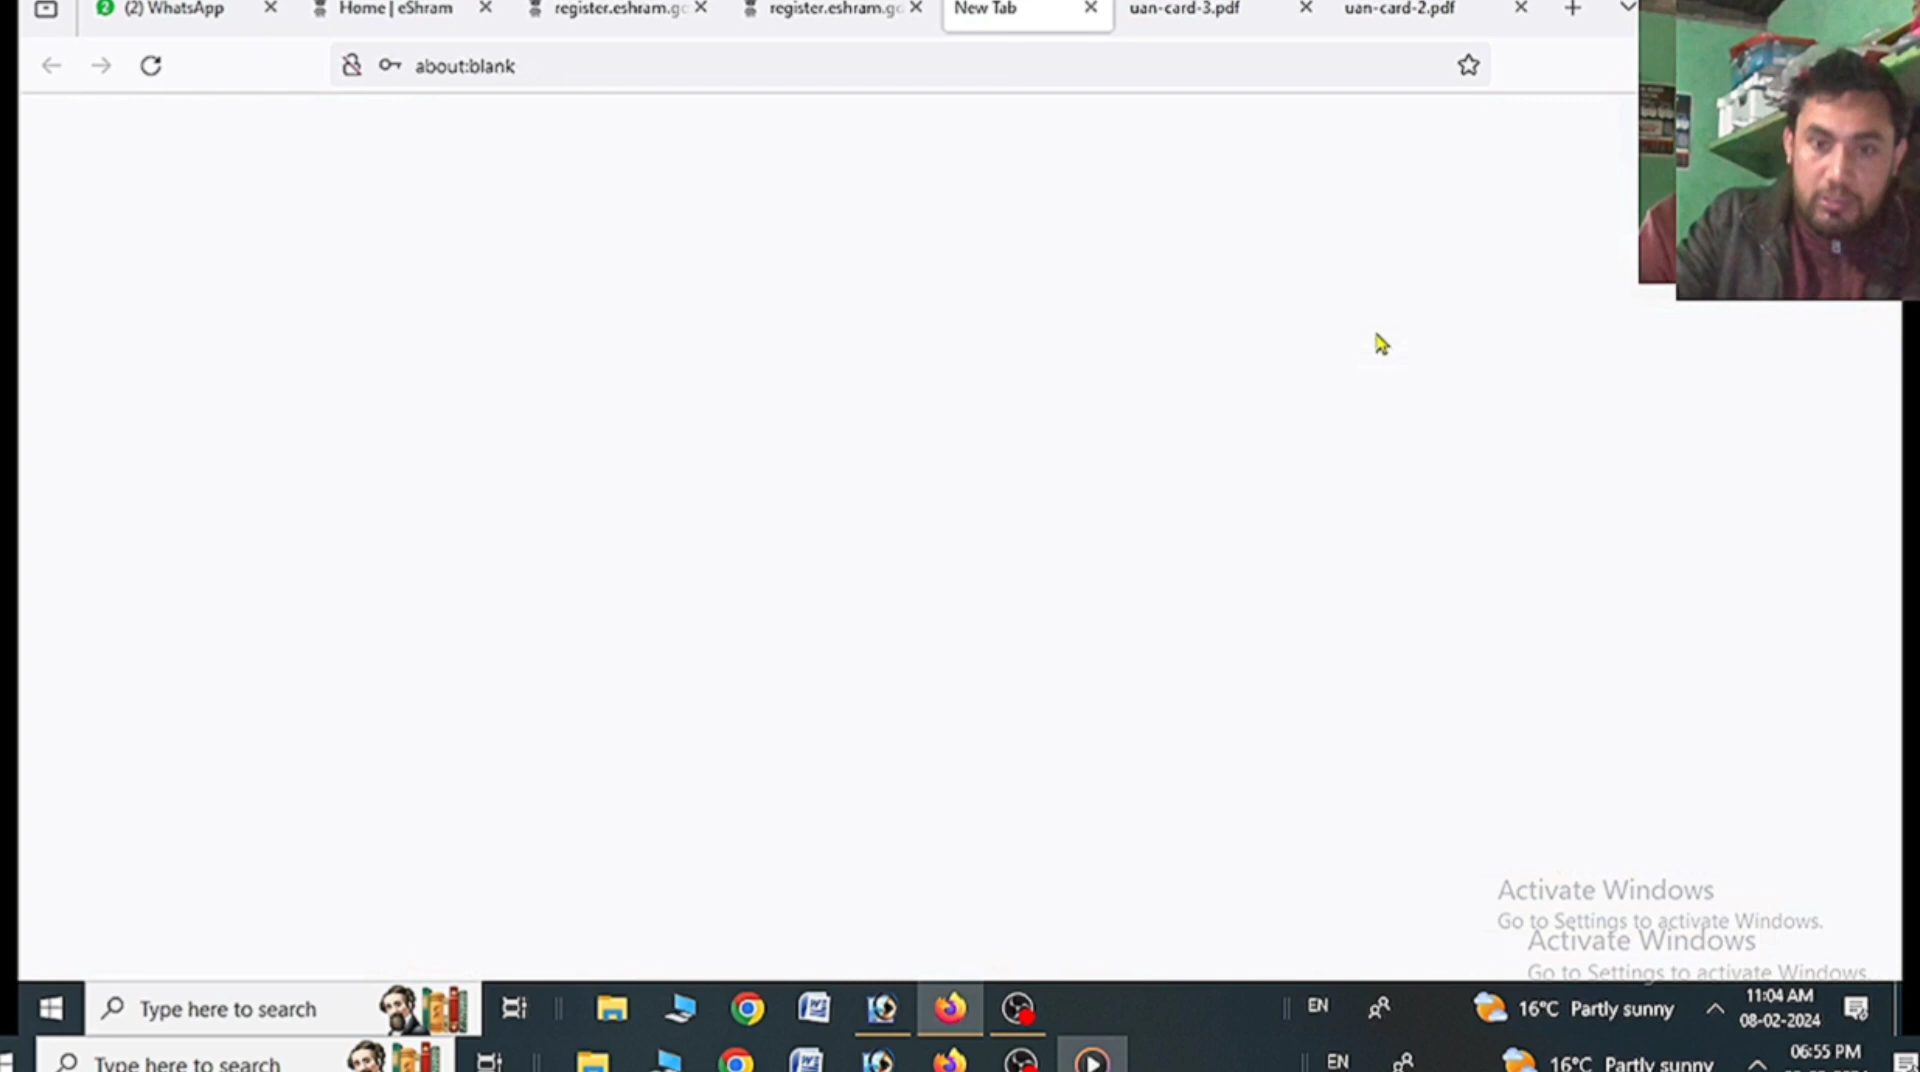 (2) WhatsApp
Home | eShram
register.eshram.gc
register.eshram.gc
New Tab
uan-card-3.pdf
uan-card-2.pdf
about:blank
Activate Windows
Go to Settings to activate Windows.
Activate Windows
Go to Settings to activate Windows
Type here to search
EN
16°C Partly sunny
11:04 AM
08-02-2024
Type here to search
EN
16°C Partly sunny
06:55 PM